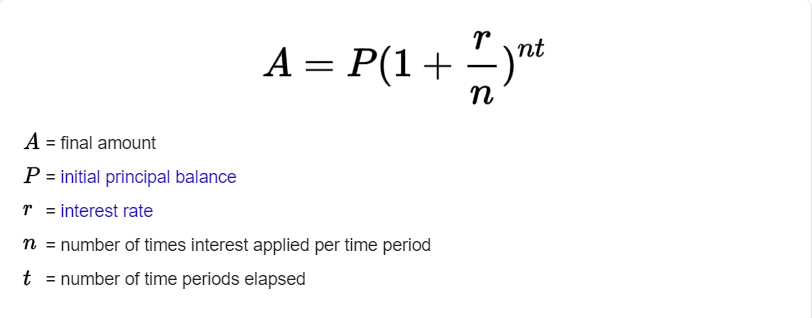 A = P(1 + r/n)^nt
A = final amount
P = initial principal balance
r = interest rate
n = number of times interest applied per time period
t = number of time periods elapsed